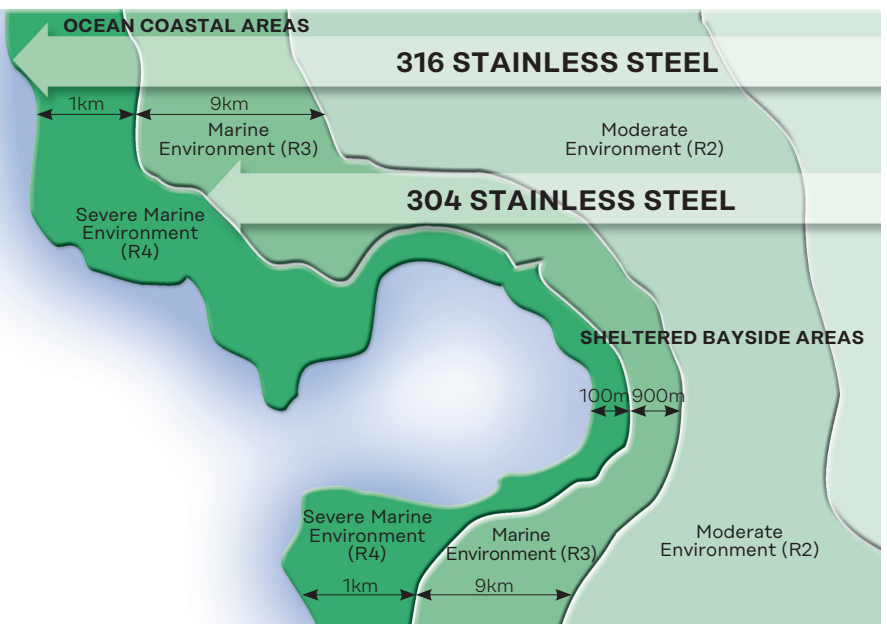 OCEAN COASTAL AREAS
316 STAINLESS STEEL
1km
9km
Marine
Environment (R3)
Moderate
Environment (R2)
304 STAINLESS STEEL
Severe Marine
Environment
(R4)
SHELTERED BAYSIDE AREAS
100m
900m
Severe Marine
Environment
(R4)
Marine
Environment (R3)
Moderate
Environment (R2)
1km
9km